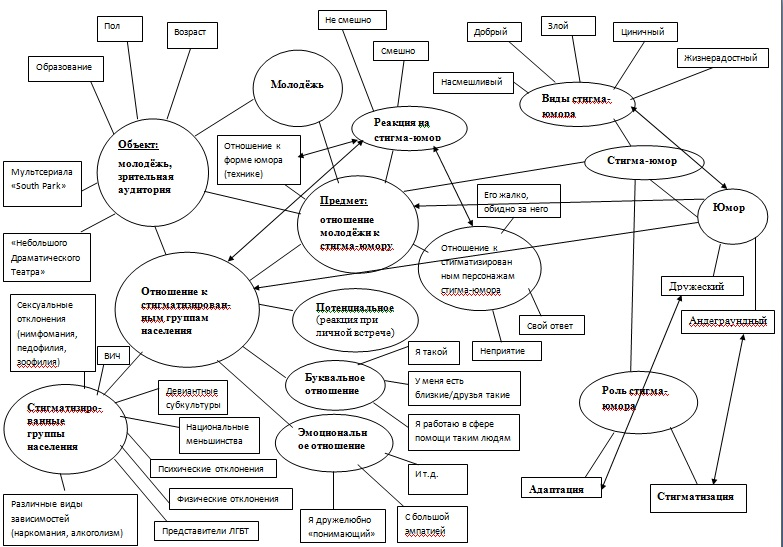 Пол
Возраст
Образование
Не смешно
Смешно
Добрый
Злой
Циничный
Жизнерадостный
Насмешливый
Молодёжь
Виды стигма-
юмора
Реакция на
стигма-юмор
Объект:
молодёжь,
зрительная
аудитория
Отношение к
форме юмора
(технике)
Стигма-юмор
Мультсериала
«South Park»
Предмет:
отношение
молодёжи к
стигма-юмору
Его жалко,
обидно за него
Юмор
«Небольшого
Драматического
Театра»
Отношение к
стигматизирован
ным персонажам
стигма-юмора
Отношение к
стигматизирован-
ным группам
населения
Дружеский
Андеграундный
Сексуальные
отклонения
(нимфомания,
педофилия,
зоофилия)
ВИЧ
Потенциальное
(реакция при
личной встрече)
Свой ответ
Неприятие
Я такой
Буквальное
отношение
У меня есть
близкие/друзья такие
Я работаю в сфере
помощи таким людям
Роль стигма-
юмора
Стигматизиро-
ванные
группы
населения
Девиантные
субкультуры
Национальные
меньшинства
Эмоциональн
ое отношение
Психические отклонения
И т.д.
Физические отклонения
Адаптация
Стигматизация
Различные виды
зависимостей
(наркомания, алкоголизм)
Представители ЛГБТ
Я дружелюбно
«понимающий»
С большой
эмпатией